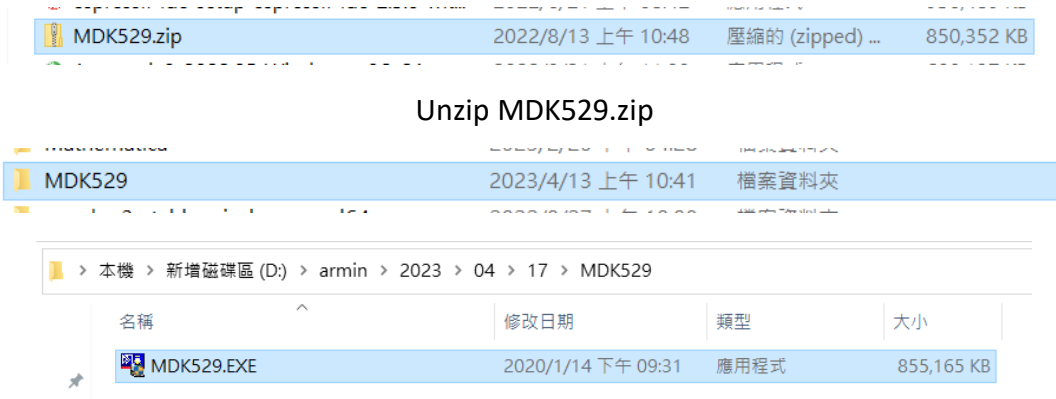 MDK529.zip 2022/8/13 上午 10:48 壓縮的 (zipped) ... 850,352 KB
Unzip MDK529.zip
MDK529 2023/4/13 上午 10:41 檔案資料夾
> 本機 > 新增磁碟區 (D:) > armin > 2023 > 04 > 17 > MDK529
名稱 修改日期 類型 大小
MDK529.EXE 2020/1/14 下午 09:31 應用程式 855,165 KB